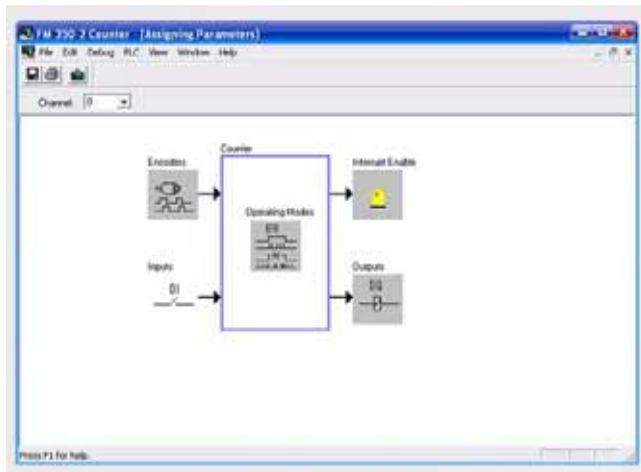 FM 350-2 Counter - [Assigning Parameters]
File Edit Debug PLC View Window Help
Channel 0
Encoders
Counter
Interrupt Enable
Operating Modes
Inputs
DI
Outputs
DQ
Press F1 for help.